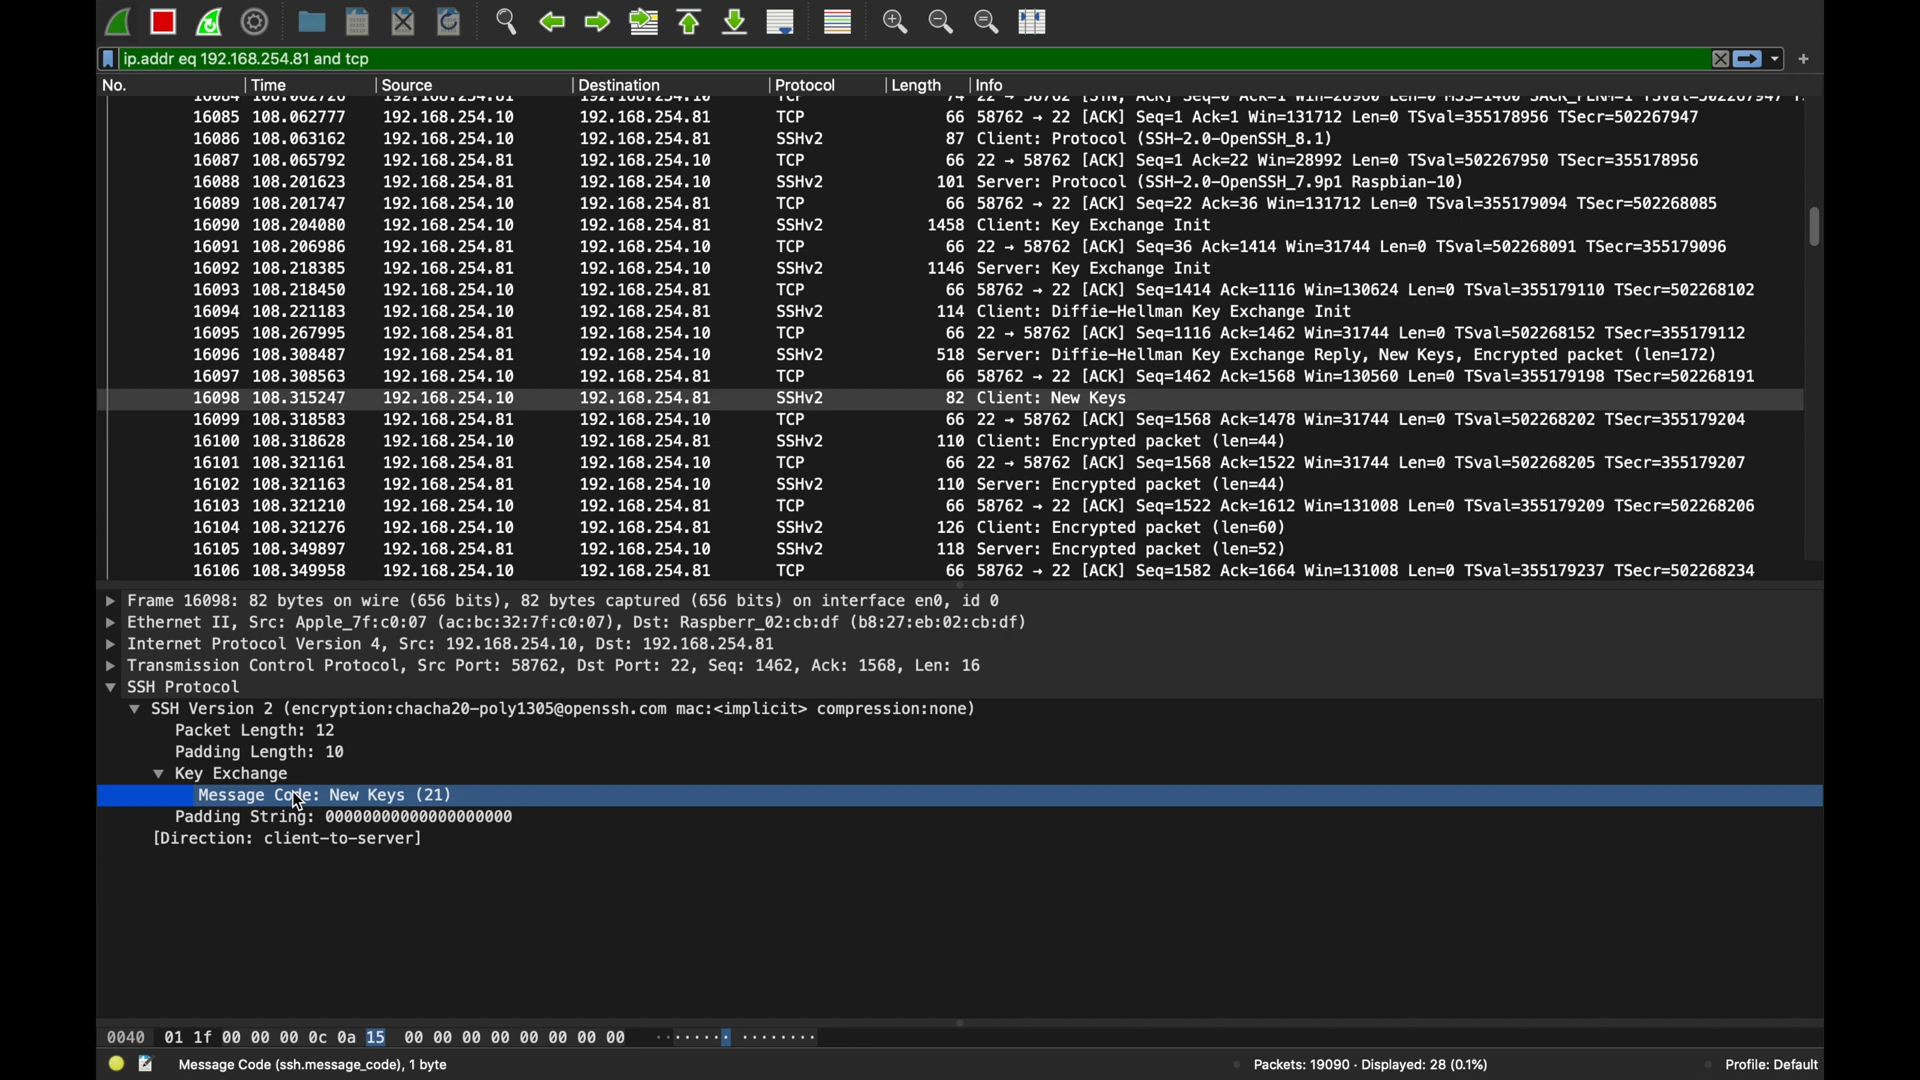 ip.addr eq 192.168.254.81 and tcp
No. Time Source Destination Protocol Length Info
16084 108.062726 192.168.254.81 192.168.254.10 TCP 74 22 → 58762 [SYN, ACK] Seq=0 Ack=1 Win=28960 Len=0 MSS=1460 SACK_PERM=1 TSval=502267947
16085 108.062777 192.168.254.10 192.168.254.81 TCP 66 58762 → 22 [ACK] Seq=1 Ack=1 Win=131712 Len=0 TSval=355178956 TSecr=502267947
16086 108.063162 192.168.254.10 192.168.254.81 SSHv2 87 Client: Protocol (SSH-2.0-OpenSSH_8.1)
16087 108.065792 192.168.254.81 192.168.254.10 TCP 66 22 → 58762 [ACK] Seq=1 Ack=22 Win=28992 Len=0 TSval=502267950 TSecr=355178956
16088 108.201623 192.168.254.81 192.168.254.10 SSHv2 101 Server: Protocol (SSH-2.0-OpenSSH_7.9p1 Raspbian-10)
16089 108.201747 192.168.254.10 192.168.254.81 TCP 66 58762 → 22 [ACK] Seq=22 Ack=36 Win=131712 Len=0 TSval=355179094 TSecr=502268085
16090 108.204080 192.168.254.10 192.168.254.81 SSHv2 1458 Client: Key Exchange Init
16091 108.206986 192.168.254.81 192.168.254.10 TCP 66 22 → 58762 [ACK] Seq=36 Ack=1414 Win=31744 Len=0 TSval=502268091 TSecr=355179096
16092 108.218385 192.168.254.81 192.168.254.10 SSHv2 1146 Server: Key Exchange Init
16093 108.218450 192.168.254.10 192.168.254.81 TCP 66 58762 → 22 [ACK] Seq=1414 Ack=1116 Win=130624 Len=0 TSval=355179110 TSecr=502268102
16094 108.221183 192.168.254.10 192.168.254.81 SSHv2 114 Client: Diffie-Hellman Key Exchange Init
16095 108.267995 192.168.254.81 192.168.254.10 TCP 66 22 → 58762 [ACK] Seq=1116 Ack=1462 Win=31744 Len=0 TSval=502268152 TSecr=355179112
16096 108.308487 192.168.254.81 192.168.254.10 SSHv2 518 Server: Diffie-Hellman Key Exchange Reply, New Keys, Encrypted packet (len=172)
16097 108.308563 192.168.254.10 192.168.254.81 TCP 66 58762 → 22 [ACK] Seq=1462 Ack=1568 Win=130560 Len=0 TSval=355179198 TSecr=502268191
16098 108.315247 192.168.254.10 192.168.254.81 SSHv2 82 Client: New Keys
16099 108.318583 192.168.254.81 192.168.254.10 TCP 66 22 → 58762 [ACK] Seq=1568 Ack=1478 Win=31744 Len=0 TSval=502268202 TSecr=355179204
16100 108.318628 192.168.254.10 192.168.254.81 SSHv2 110 Client: Encrypted packet (len=44)
16101 108.321161 192.168.254.81 192.168.254.10 TCP 66 22 → 58762 [ACK] Seq=1568 Ack=1522 Win=31744 Len=0 TSval=502268205 TSecr=355179207
16102 108.321163 192.168.254.81 192.168.254.10 SSHv2 110 Server: Encrypted packet (len=44)
16103 108.321210 192.168.254.10 192.168.254.81 TCP 66 58762 → 22 [ACK] Seq=1522 Ack=1612 Win=131008 Len=0 TSval=355179209 TSecr=502268206
16104 108.321276 192.168.254.10 192.168.254.81 SSHv2 126 Client: Encrypted packet (len=60)
16105 108.349897 192.168.254.81 192.168.254.10 SSHv2 118 Server: Encrypted packet (len=52)
16106 108.349958 192.168.254.10 192.168.254.81 TCP 66 58762 → 22 [ACK] Seq=1582 Ack=1664 Win=131008 Len=0 TSval=355179237 TSecr=502268234
Frame 16098: 82 bytes on wire (656 bits), 82 bytes captured (656 bits) on interface en0, id 0
Ethernet II, Src: Apple_7f:c0:07 (ac:bc:32:7f:c0:07), Dst: Raspberr_02:cb:df (b8:27:eb:02:cb:df)
Internet Protocol Version 4, Src: 192.168.254.10, Dst: 192.168.254.81
Transmission Control Protocol, Src Port: 58762, Dst Port: 22, Seq: 1462, Ack: 1568, Len: 16
SSH Protocol
SSH Version 2 (encryption:chacha20-poly1305@openssh.com mac:<implicit> compression:none)
Packet Length: 12
Padding Length: 10
Key Exchange
Message Code: New Keys (21)
Padding String: 00000000000000000000
[Direction: client-to-server]
0040 01 1f 00 00 00 0c 0a 15 00 00 00 00 00 00 00 00 ········ ········
Message Code (ssh.message_code), 1 byte
Packets: 19090 · Displayed: 28 (0.1%)
Profile: Default